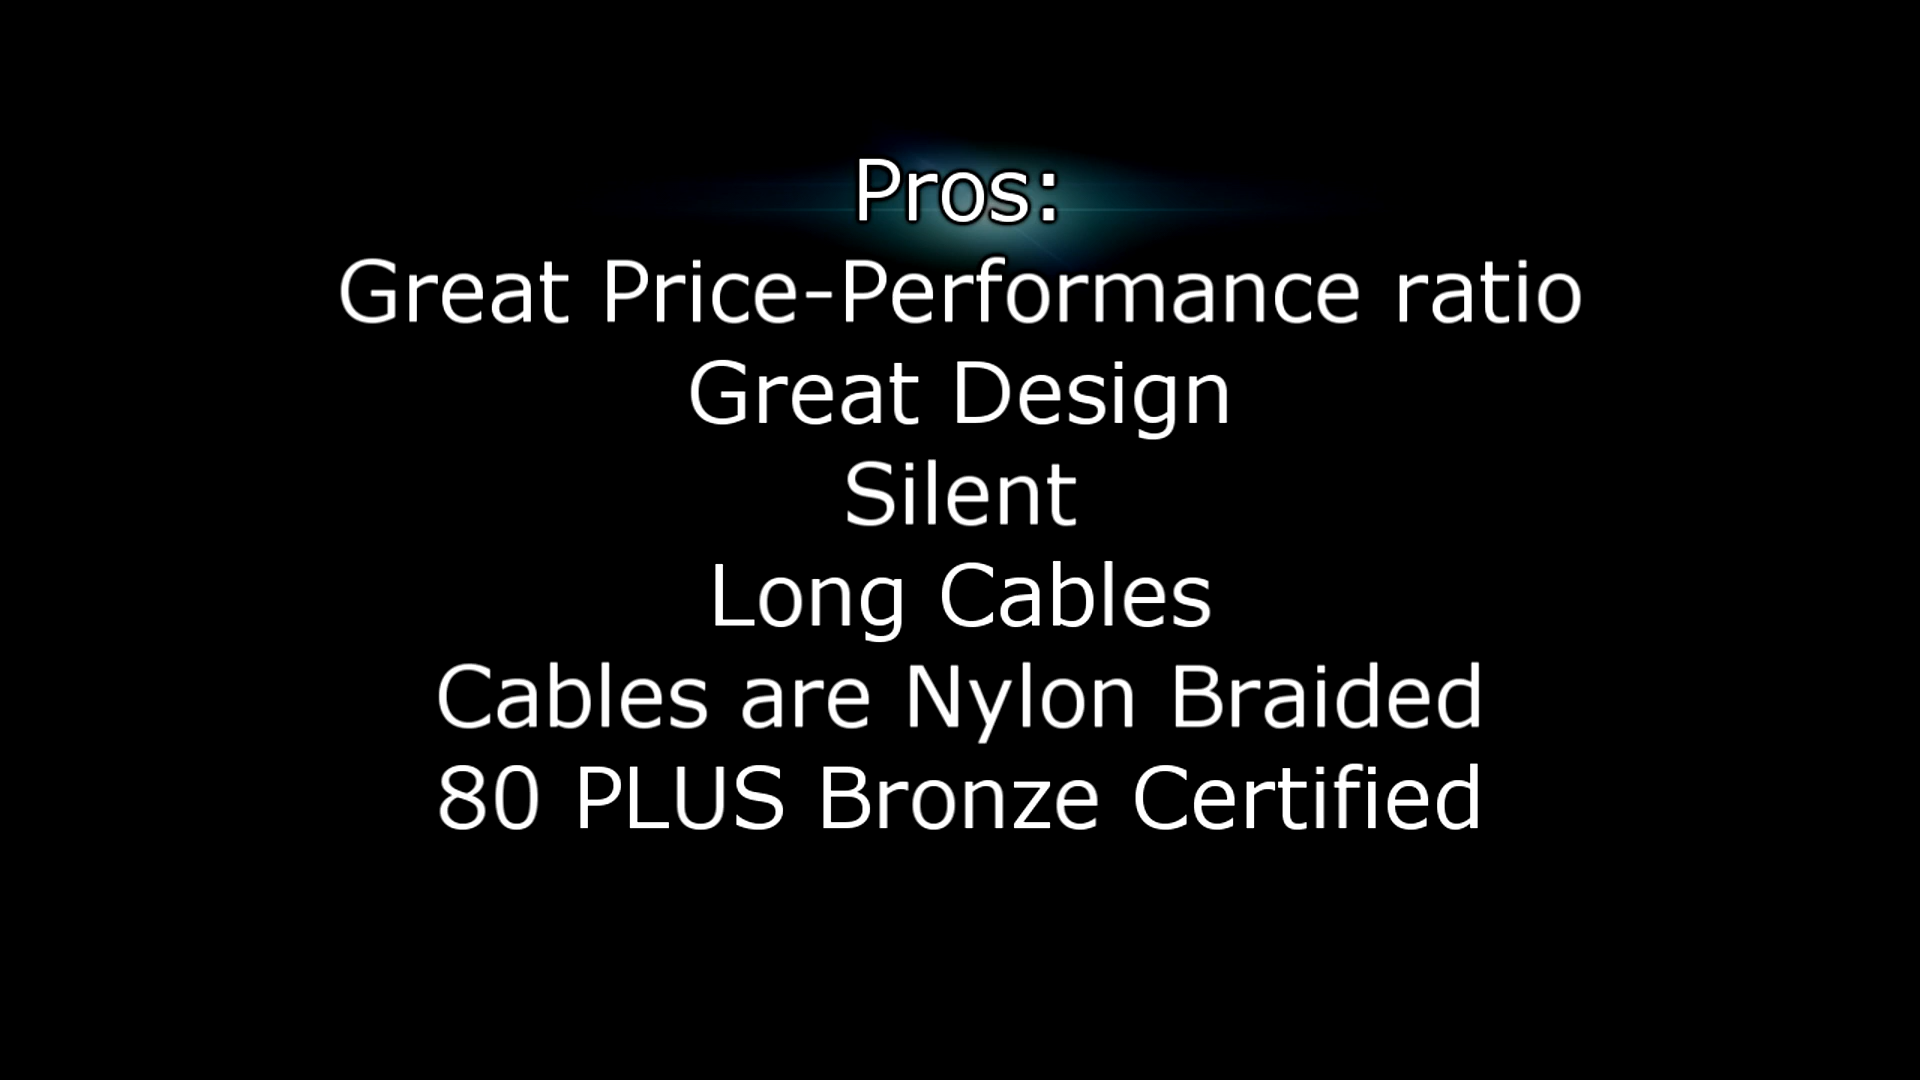 Pros:
Great Price-Performance ratio
Great Design
Silent
Long Cables
Cables are Nylon Braided
80 PLUS Bronze Certified